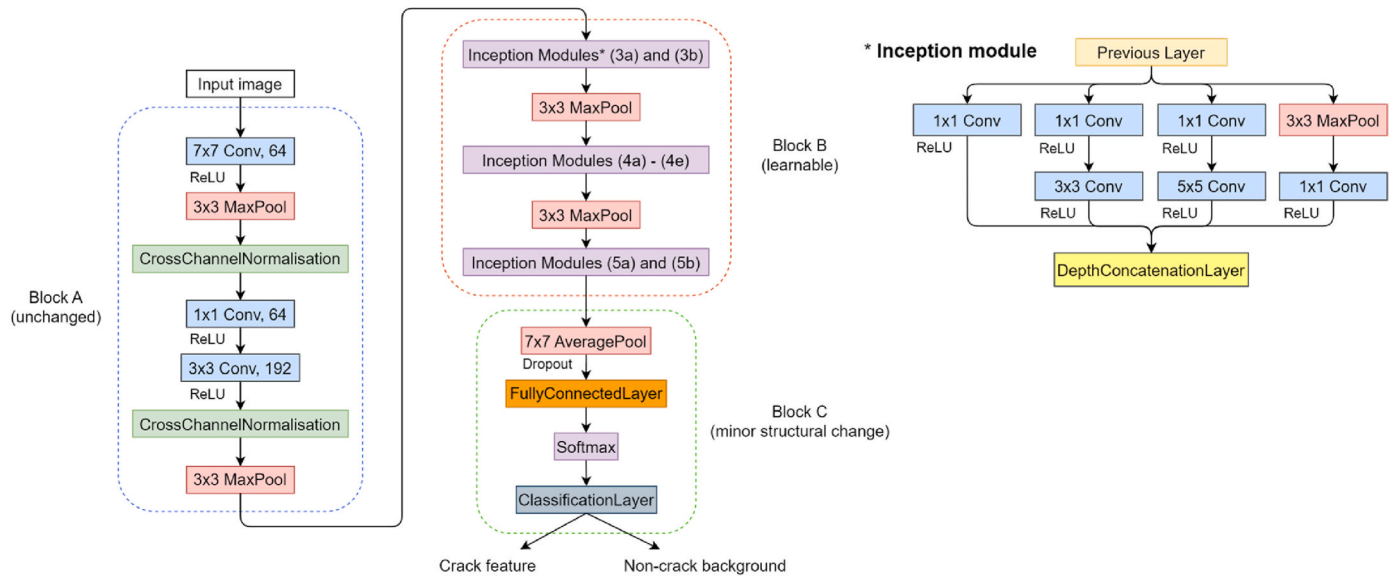 Input image
7x7 Conv, 64
ReLU
3x3 MaxPool
CrossChannelNormalisation
1x1 Conv, 64
ReLU
3x3 Conv, 192
ReLU
CrossChannelNormalisation
3x3 MaxPool
Block A
(unchanged)
Inception Modules* (3a) and (3b)
3x3 MaxPool
Inception Modules (4a) - (4e)
3x3 MaxPool
Inception Modules (5a) and (5b)
Block B
(learnable)
7x7 AveragePool
Dropout
FullyConnectedLayer
Softmax
ClassificationLayer
Block C
(minor structural change)
Crack feature
Non-crack background
* Inception module
Previous Layer
1x1 Conv
1x1 Conv
1x1 Conv
3x3 MaxPool
ReLU
ReLU
ReLU
3x3 Conv
5x5 Conv
1x1 Conv
ReLU
ReLU
ReLU
DepthConcatenationLayer